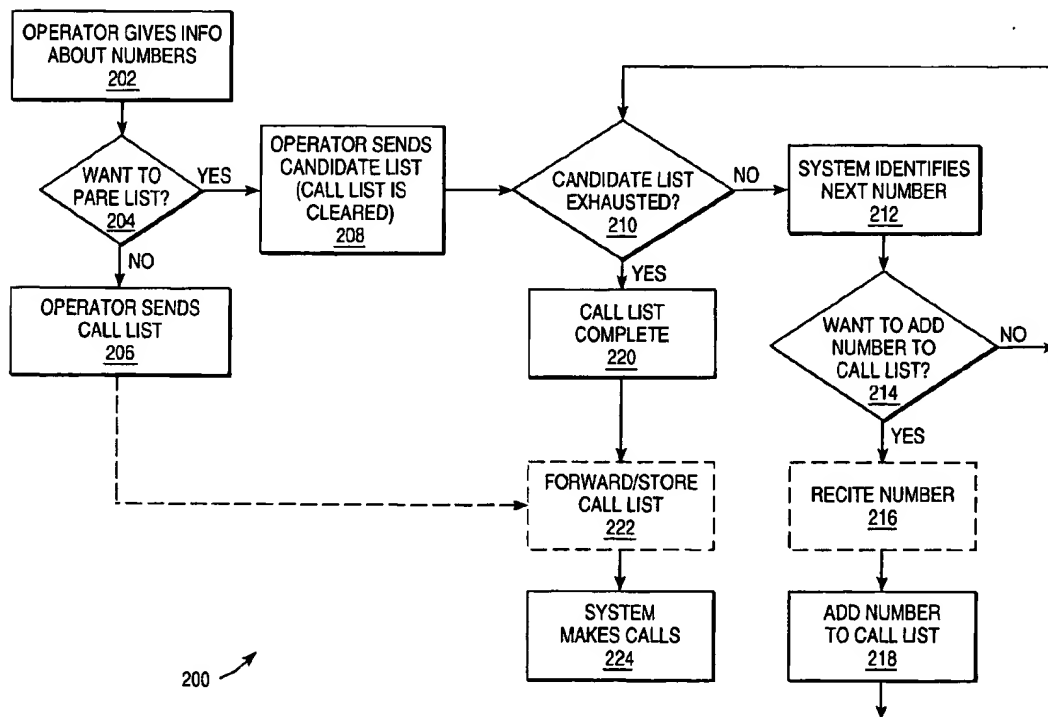 OPERATOR GIVES INFO
ABOUT NUMBERS
202
WANT TO
PARE LIST?
204
YES
NO
OPERATOR SENDS
CALL LIST
206
OPERATOR SENDS
CANDIDATE LIST
(CALL LIST IS
CLEARED)
208
CANDIDATE LIST
EXHAUSTED?
210
NO
YES
SYSTEM IDENTIFIES
NEXT NUMBER
212
WANT TO ADD
NUMBER TO
CALL LIST?
214
NO
YES
RECITE NUMBER
216
ADD NUMBER
TO CALL LIST
218
CALL LIST
COMPLETE
220
FORWARD/STORE
CALL LIST
222
SYSTEM
MAKES CALLS
224
200